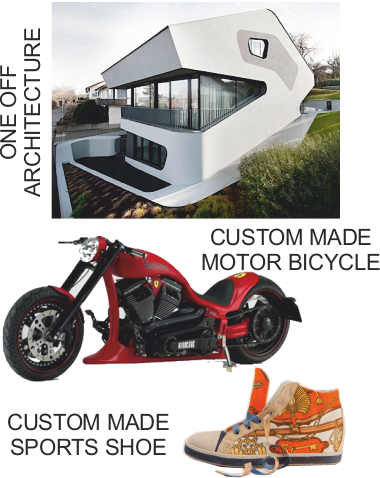 ONE OFF
ARCHITECTURE
CUSTOM MADE
MOTOR BICYCLE
CUSTOM MADE
SPORTS SHOE